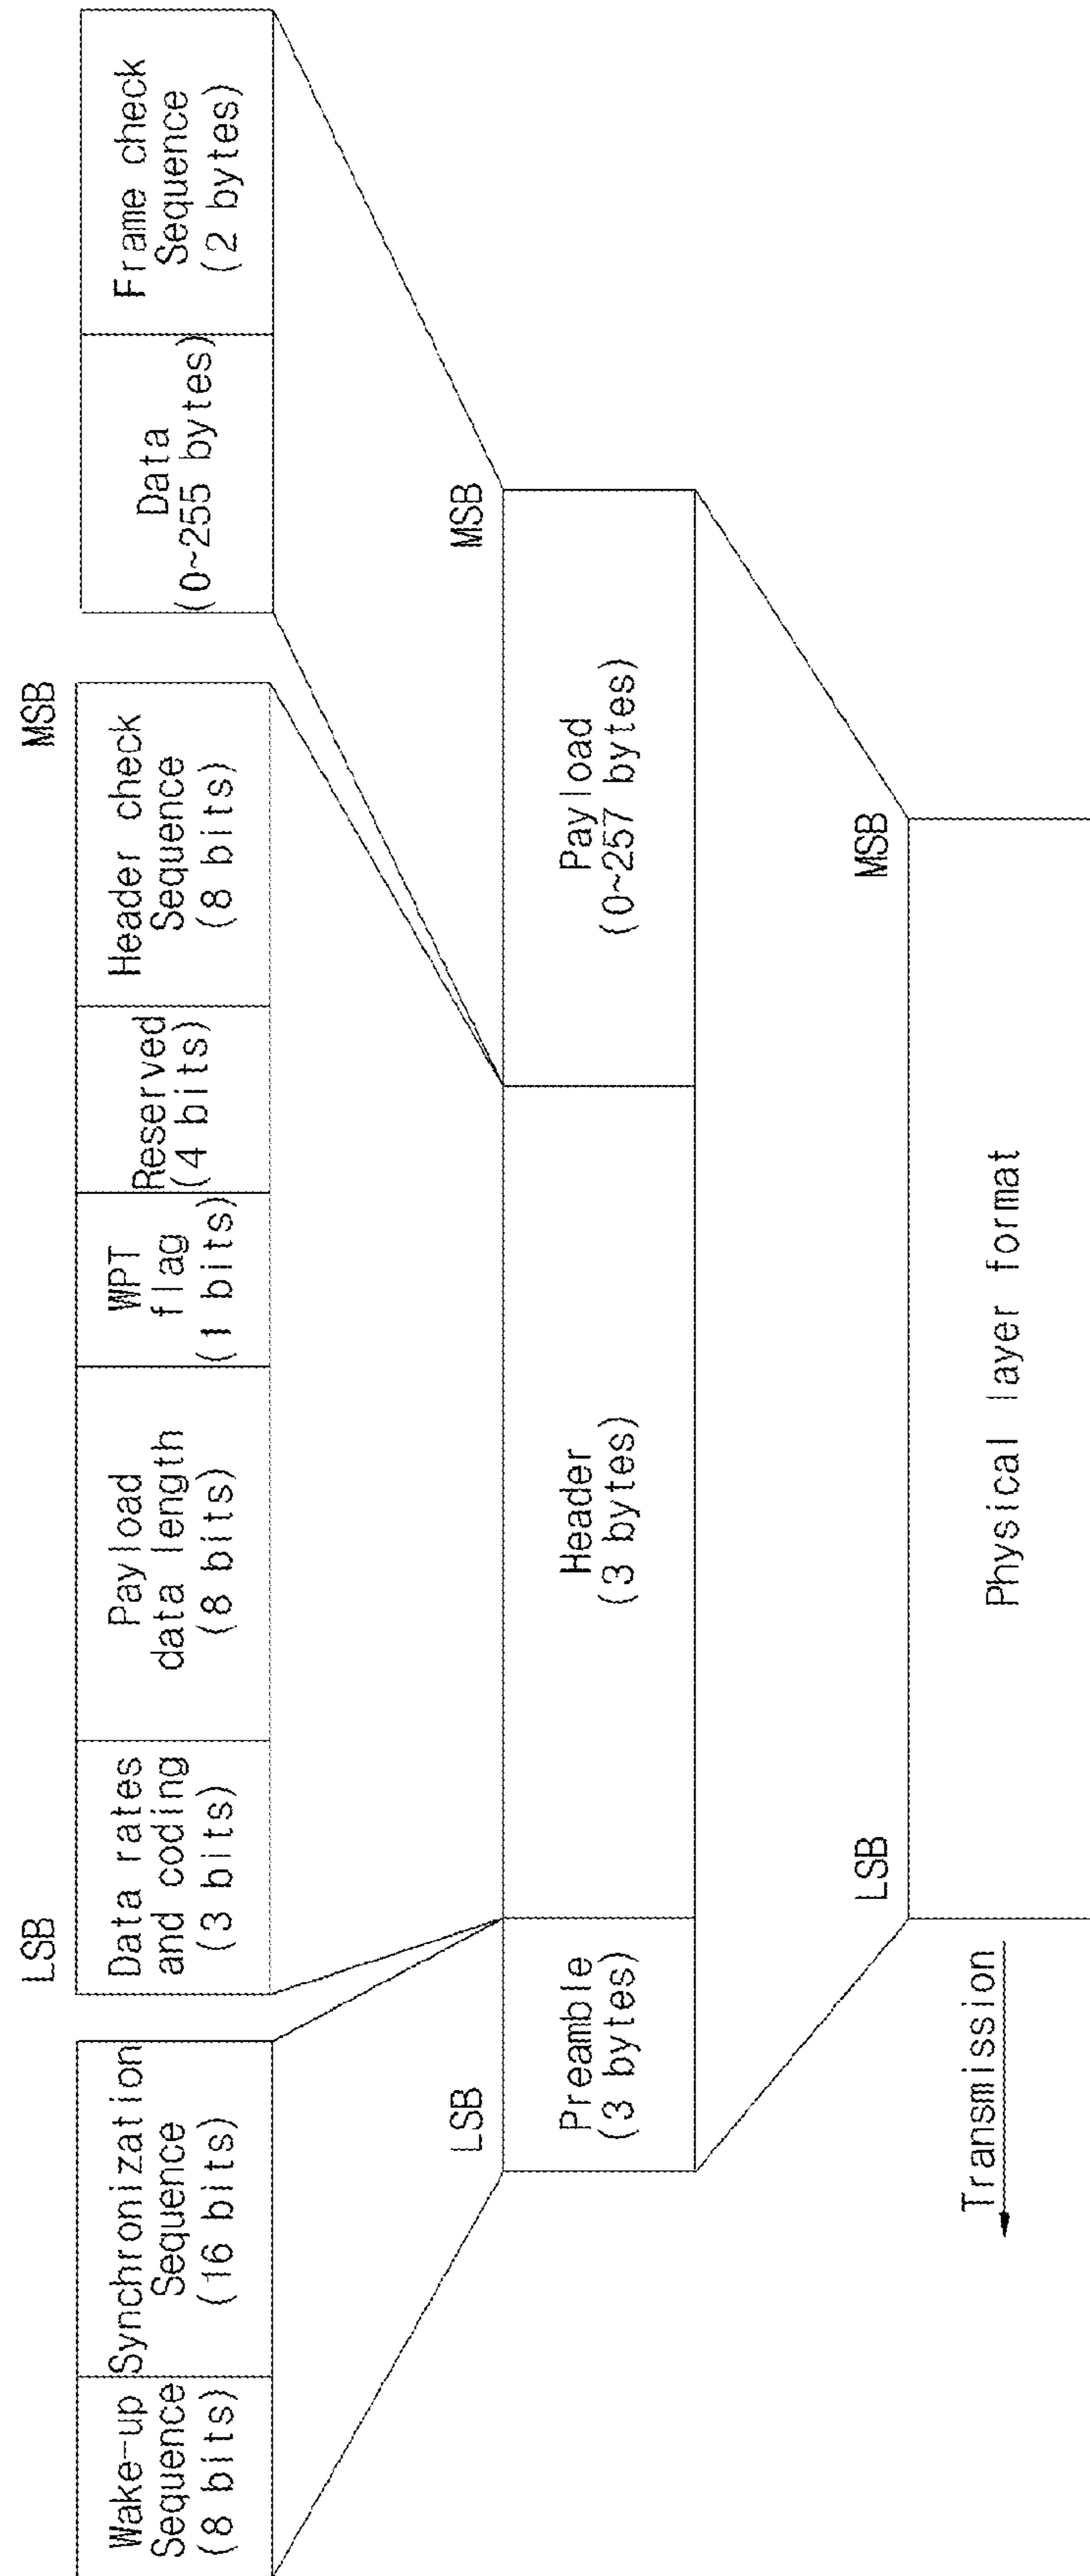 LSB
MSB
Wake-up
Sequence
(8 bits)
Synchronization
Sequence
(16 bits)
Data rates
and coding
(3 bits)
Payload
data length
(8 bits)
WPT
flag
(1 bits)
Reserved
(4 bits)
Header check
Sequence
(8 bits)
Data
(0~255 bytes)
Frame check
Sequence
(2 bytes)
LSB
MSB
Preamble
(3 bytes)
Header
(3 bytes)
Payload
(0~257 bytes)
LSB
MSB
Transmission
Physical layer format